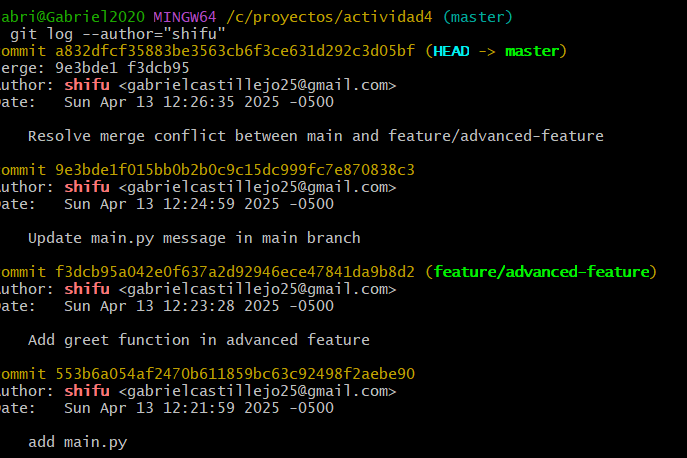 abri@Gabriel2020 MINGW64 /c/proyectos/actividad4 (master)
git log --author="shifu"
ommit a832dfcf35883be3563cb6f3ce631d292c3d05bf (HEAD -> master)
erge: 9e3bde1 f3dcb95
uthor: shifu <gabrielcastillejo25@gmail.com>
ate:   Sun Apr 13 12:26:35 2025 -0500
Resolve merge conflict between main and feature/advanced-feature
ommit 9e3bde1f015bb0b2b0c9c15dc999fc7e870838c3
uthor: shifu <gabrielcastillejo25@gmail.com>
ate:   Sun Apr 13 12:24:59 2025 -0500
Update main.py message in main branch
ommit f3dcb95a042e0f637a2d92946ece47841da9b8d2 (feature/advanced-feature)
uthor: shifu <gabrielcastillejo25@gmail.com>
ate:   Sun Apr 13 12:23:28 2025 -0500
Add greet function in advanced feature
ommit 553b6a054af2470b611859bc63c92498f2aebe90
uthor: shifu <gabrielcastillejo25@gmail.com>
ate:   Sun Apr 13 12:21:59 2025 -0500
add main.py